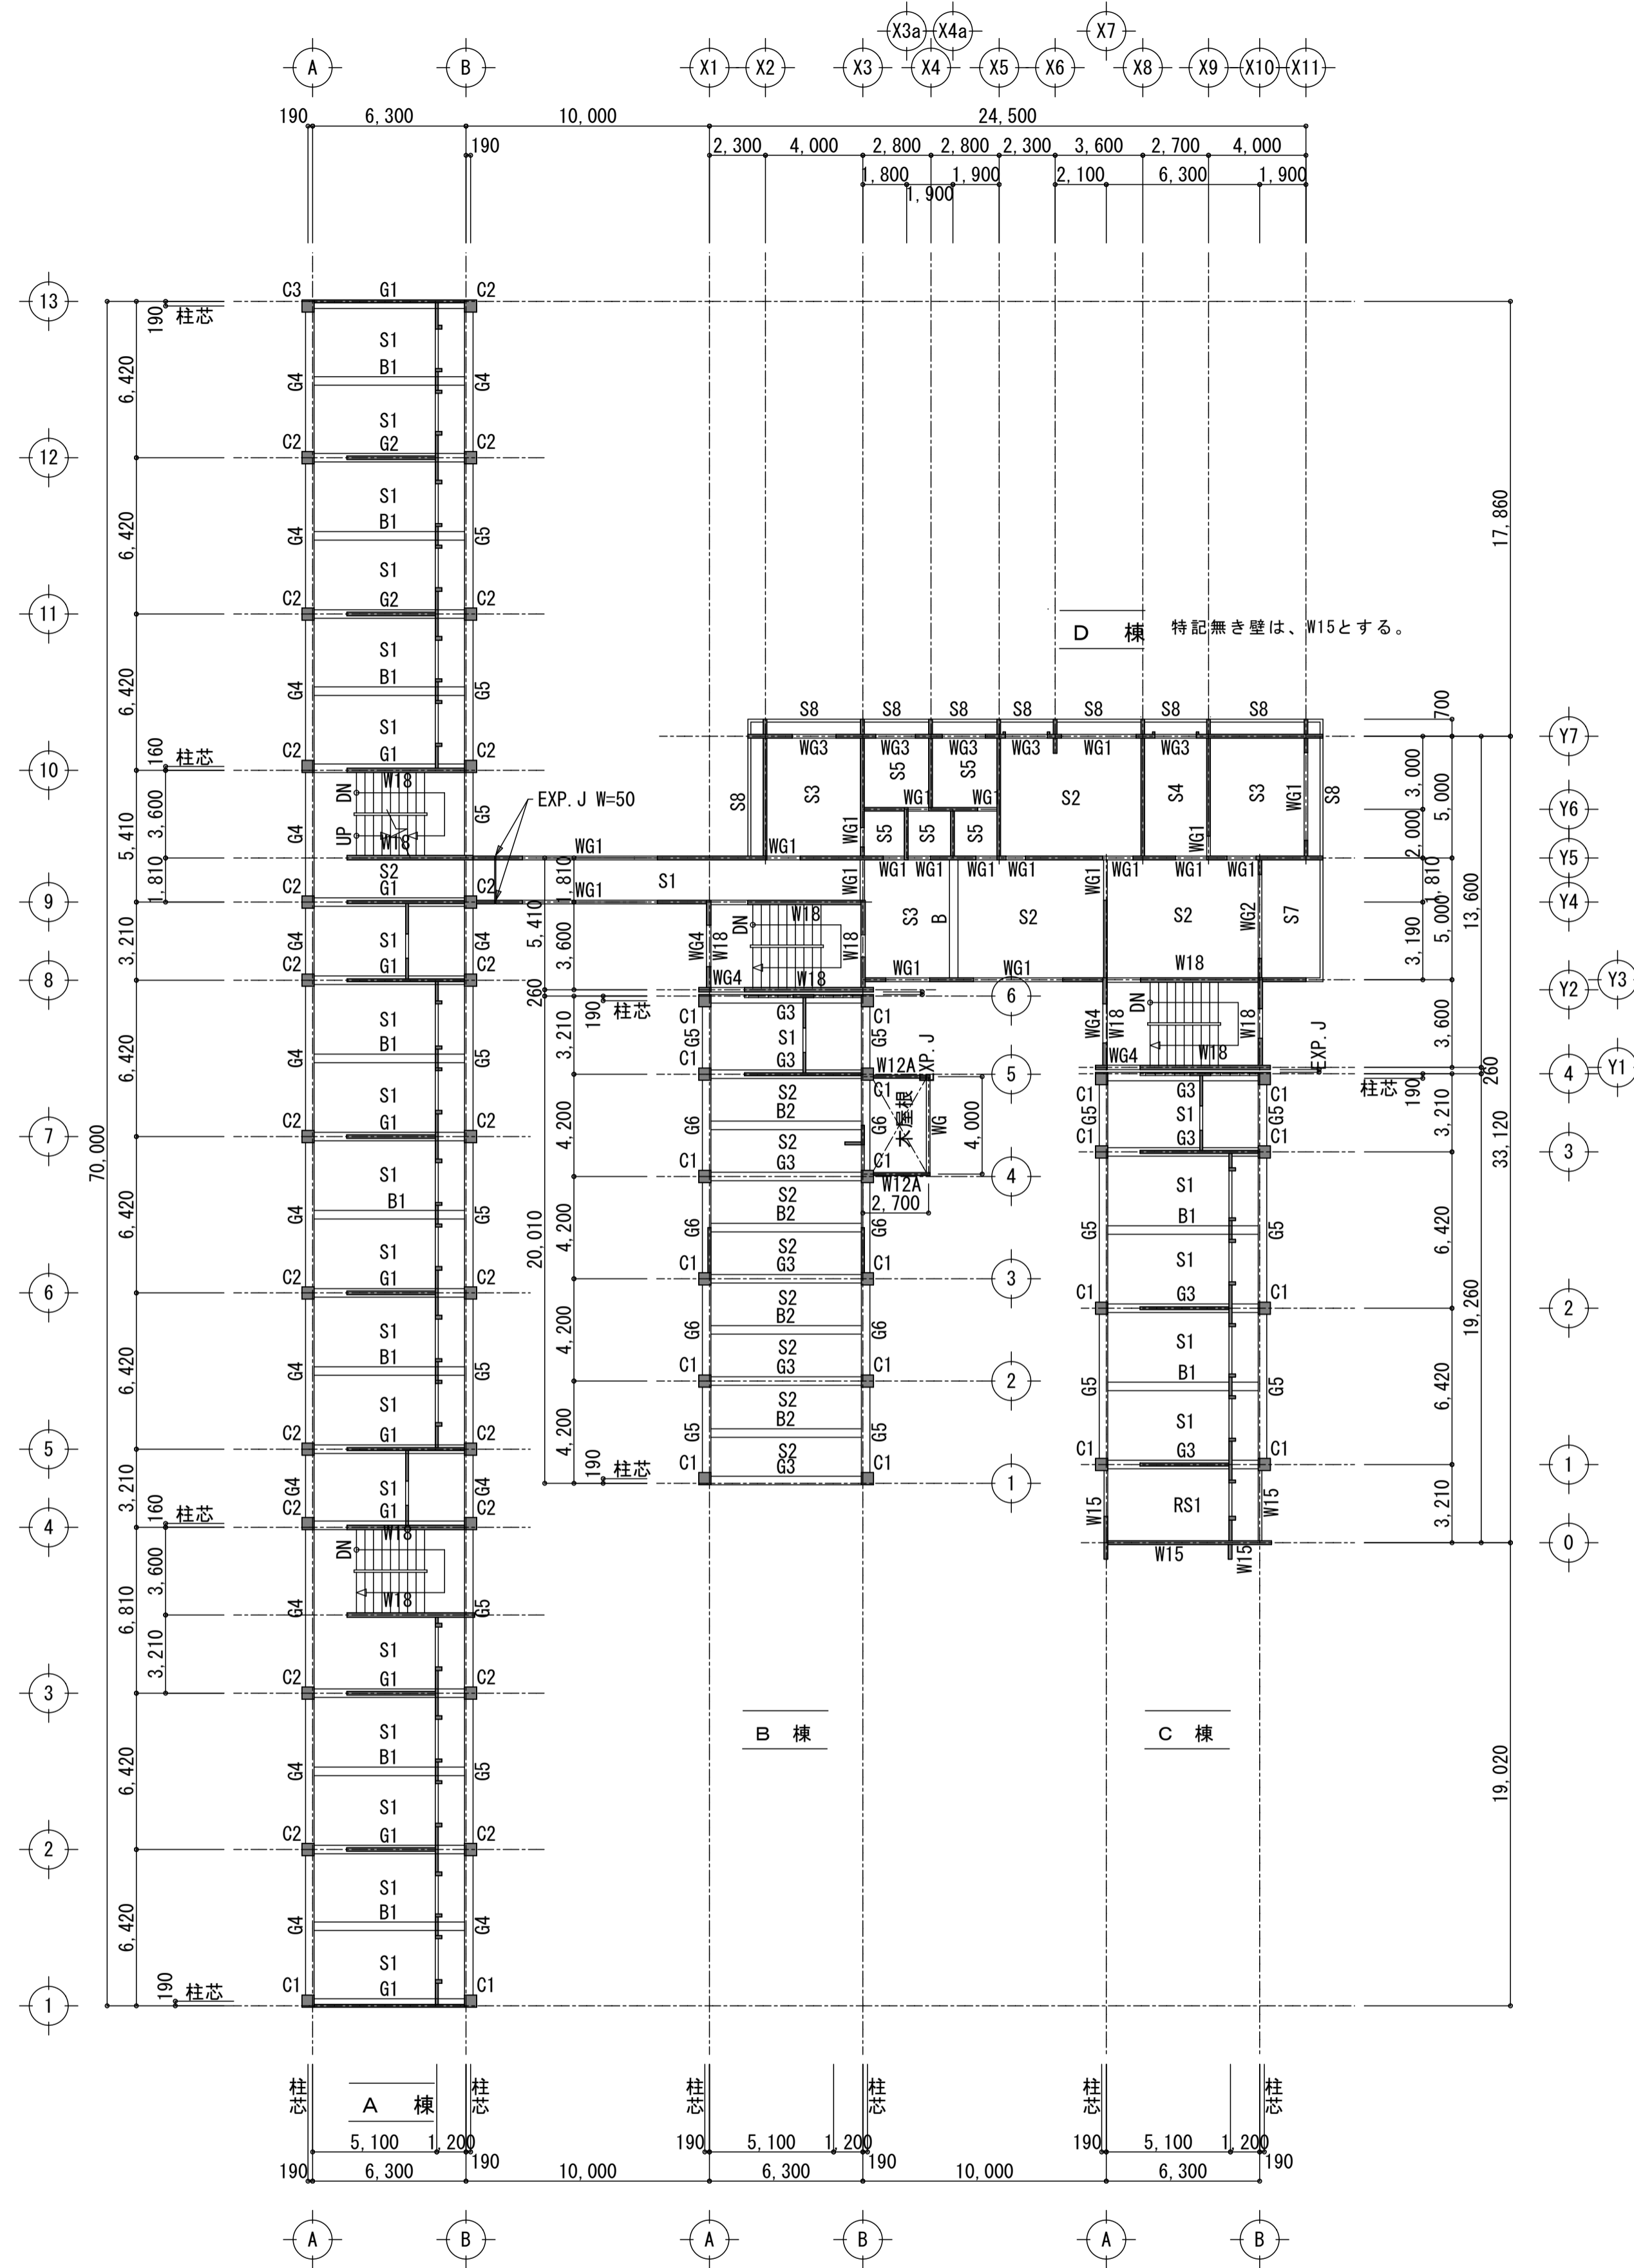 X3a X4a X7
A B X1 X2 X3 X4 X5 X6 X8 X9 X10 X11
190 6,300 10,000 24,500
190 2,300 4,000 2,800 2,800 2,300 3,600 2,700 4,000
1,800 1,900 1,900 2,100 6,300 1,900
13 C3 G1 C2
190 柱芯
S1
6,420 G4 B1 G4
S1
12 C2 G2 C2
17,860
S1
6,420 G4 B1 G5
S1
11 C2 G2 C2
D 棟 特記無き壁は、W15とする。
S1
6,420 G4 B1 G5
S1
S8 S8 S8 S8 S8 S8 S8 700
160 柱芯 C2 G1 C2 WG3 WG3 WG3 WG3 WG1 WG3 Y7
10 W18 S5 S5
DN G5 EXP.J W=50 S8 S3 WG1 WG1 S2 S4 S3 WG1 S8 3,000 5,000 Y6
5,410 3,600 G4 UP W18 WG1 S5 S5 S5 WG1 2,000
WG1 WG1 Y5
1,810 S2 1,810 S1 WG1 WG1 WG1 WG1 WG1 WG1 WG1 WG1 1,810
9 C2 G1 C2 WG1 Y4
3,210 G4 S1 G4 5,410 3,600 WG4 W18 DN W18 W18 S3 B S2 S2 WG2 S7 3,190 5,000 13,600
8 C2 G1 C2 WG4 W18 WG1 WG1 W18 Y3
260 6 Y2
190 柱芯 C1 G3 C1 DN
S1 3,210 G5 S1 G5 WG4 W18 W18 3,600
6,420 G4 B1 G5 C1 G3 W12A EXP.J WG4 W18 EXP.J
S1 5 C1 260 4 Y1
7 C2 G1 C2 S2 柱芯 190
4,200 G6 B2 G6 木屋根 WG 4,000 C1 G3 C1
S2 G5 S1 G5 3,210
C1 G3 C1 4 C1 G3 C1 3
S1 W12A
6,420 G4 B1 G5 2,700
S1 S2 S1
4,200 G6 B2 G6 G5 B1 G5 6,420
S2 S1
6 C2 G1 C2 20,010 C1 G3 C1 3 C1 G3 C1 2
70,000 33,120
S1 S2 S1 19,260
6,420 G4 B1 G5 4,200 G6 B2 G6 G5 B1 G5 6,420
S1 S2 S1
5 C2 G1 C2 C1 G3 C1 2 C1 G3 C1 1
3,210 G4 S1 G4 S2
160 柱芯 C2 G1 C2 4,200 G5 B2 G5 W15 RS1 W15 3,210
4 W18 190 柱芯 S2
DN C1 G3 C1 1 W15 W15 0
6,810 3,600 G4 W18 G5
3,210 S1
3 C2 G1 C2
S1 B 棟 C 棟
6,420 G4 B1 G5
S1 19,020
2 C2 G1 C2
S1
6,420 G4 B1 G4
S1
190 柱芯 C1 G1 C1
1
柱芯 A 棟 柱芯 柱芯 柱芯 柱芯 柱芯
5,100 1,200 190 5,100 1,200 190 5,100 1,200
190 6,300 190 10,000 6,300 190 10,000 6,300 190
A B A B A B